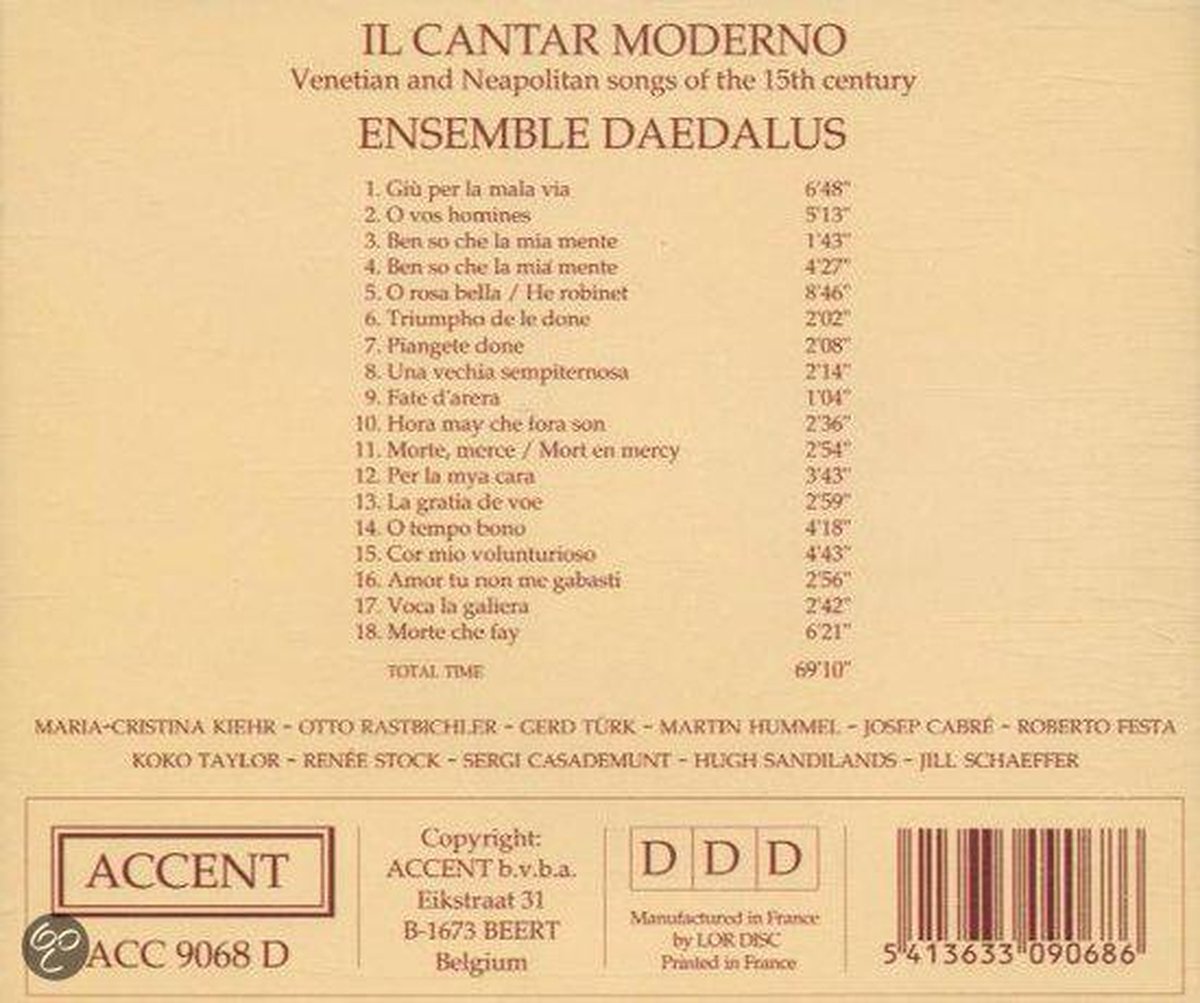 IL CANTAR MODERNO
Venetian and Neapolitan songs of the 15th century
ENSEMBLE DAEDALUS
1. Giù per la mala via 6'48"
2. O vos homines 5'13"
3. Ben so che la mia mente 1'43"
4. Ben so che la mia mente 4'27"
5. O rosa bella / He robinet 8'46"
6. Triumpho de le done 2'02"
7. Piangete done 2'08"
8. Una vechia sempiternosa 2'14"
9. Fate d'arera 1'04"
10. Hora may che fora son 2'36"
11. Morte, merce / Mort en mercy 2'54"
12. Per la mya cara 3'43"
13. La gratia de voe 2'59"
14. O tempo bono 4'18"
15. Cor mio volunturioso 4'43"
16. Amor tu non me gabasti 2'56"
17. Voca la galiera 2'42"
18. Morte che fay 6'21"
TOTAL TIME 69'10"
MARIA-CRISTINA KIEHR - OTTO RASTBICHLER - GERD TÜRK - MARTIN HUMMEL - JOSEP CABRÉ - ROBERTO FESTA
KOKO TAYLOR - RENÉE STOCK - SERGI CASADEMUNT - HUGH SANDILANDS - JILL SCHAEFFER
ACCENT
ACC 9068 D
Copyright:
ACCENT b.v.b.a.
Eikstraat 31
B-1673 BEERT
Belgium
D D D
Manufactured in France
by LOR DISC
Printed in France
5 413633 090686